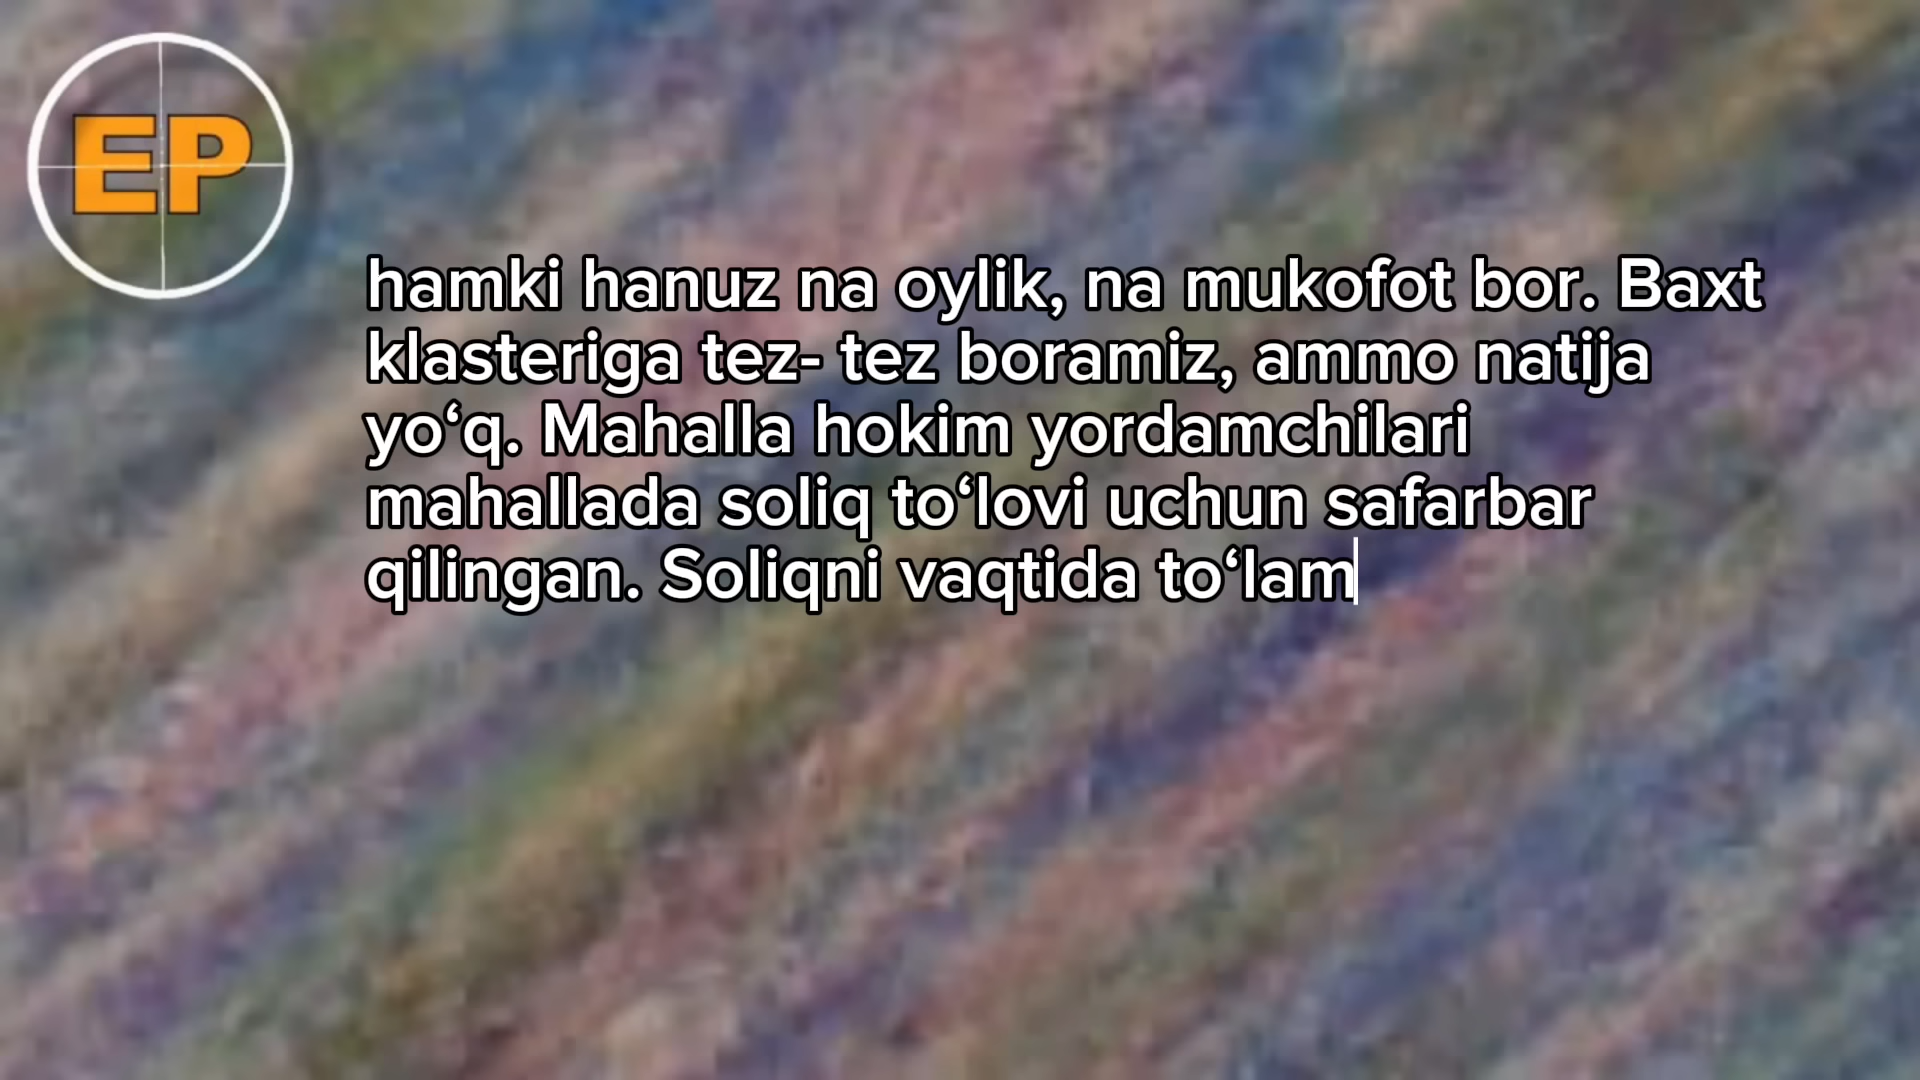 EP
hamki hanuz na oylik, na mukofot bor. Baxt
klasteriga tez- tez boramiz, ammo natija
yo‘q. Mahalla hokim yordamchilari
mahallada soliq to‘lovi uchun safarbar
qilingan. Soliqni vaqtida to‘lam